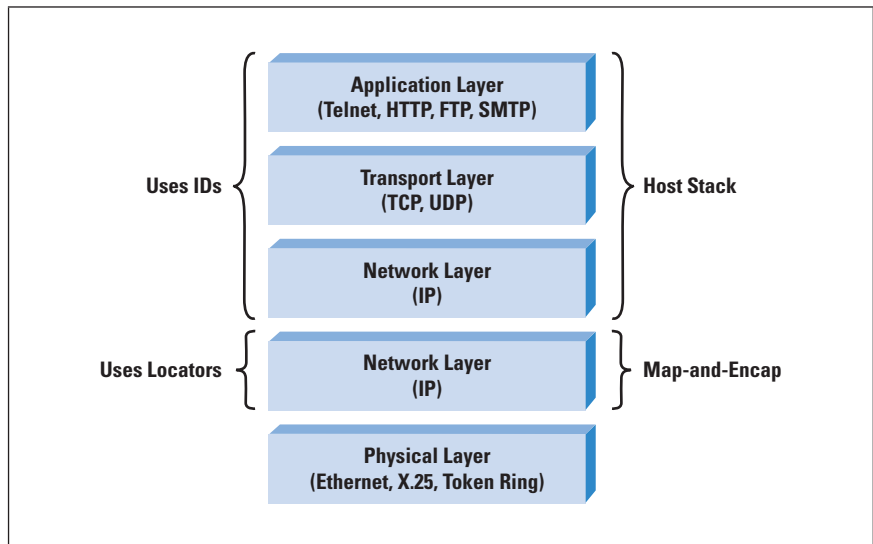 Application Layer
(Telnet, HTTP, FTP, SMTP)
Uses IDs
Transport Layer
(TCP, UDP)
Host Stack
Network Layer
(IP)
Uses Locators
Network Layer
(IP)
Map-and-Encap
Physical Layer
(Ethernet, X.25, Token Ring)